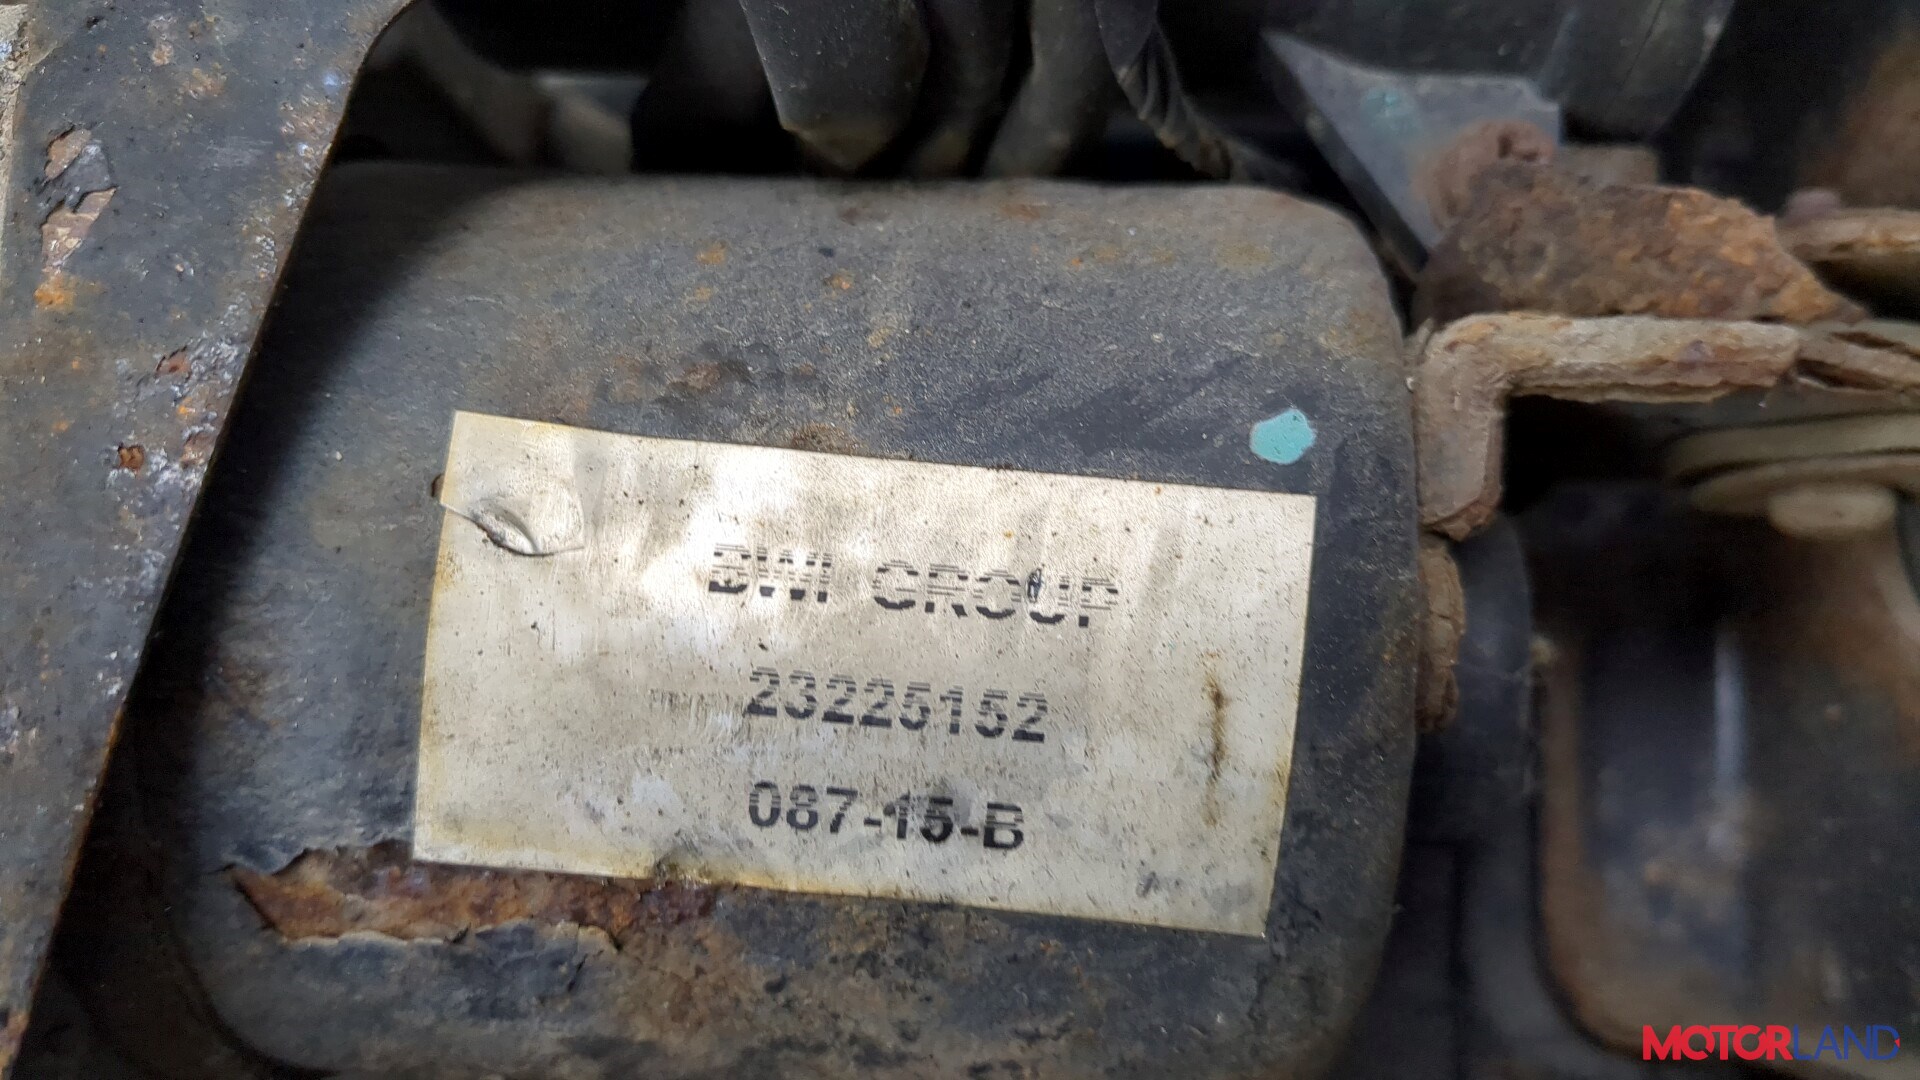 BWI GROUP
23225152
087-15-B
MOTORLAND